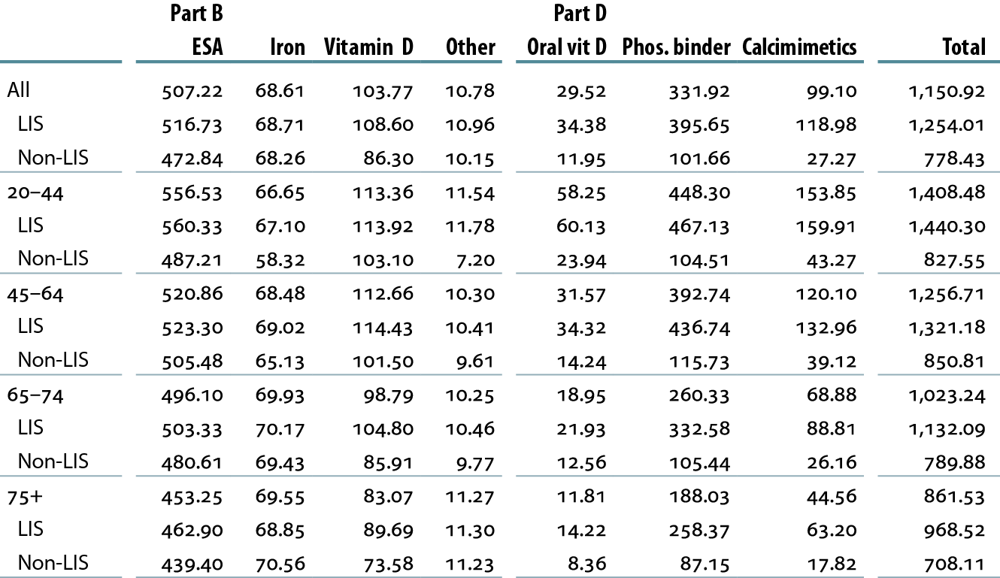 Part B Part D
ESA Iron Vitamin D Other Oral vit D Phos. binder Calcimimetics Total
All 507.22 68.61 103.77 10.78 29.52 331.92 99.10 1,150.92
LIS 516.73 68.71 108.60 10.96 34.38 395.65 118.98 1,254.01
Non-LIS 472.84 68.26 86.30 10.15 11.95 101.66 27.27 778.43
20–44 556.53 66.65 113.36 11.54 58.25 448.30 153.85 1,408.48
LIS 560.33 67.10 113.92 11.78 60.13 467.13 159.91 1,440.30
Non-LIS 487.21 58.32 103.10 7.20 23.94 104.51 43.27 827.55
45–64 520.86 68.48 112.66 10.30 31.57 392.74 120.10 1,256.71
LIS 523.30 69.02 114.43 10.41 34.32 436.74 132.96 1,321.18
Non-LIS 505.48 65.13 101.50 9.61 14.24 115.73 39.12 850.81
65–74 496.10 69.93 98.79 10.25 18.95 260.33 68.88 1,023.24
LIS 503.33 70.17 104.80 10.46 21.93 332.58 88.81 1,132.09
Non-LIS 480.61 69.43 85.91 9.77 12.56 105.44 26.16 789.88
75+ 453.25 69.55 83.07 11.27 11.81 188.03 44.56 861.53
LIS 462.90 68.85 89.69 11.30 14.22 258.37 63.20 968.52
Non-LIS 439.40 70.56 73.58 11.23 8.36 87.15 17.82 708.11